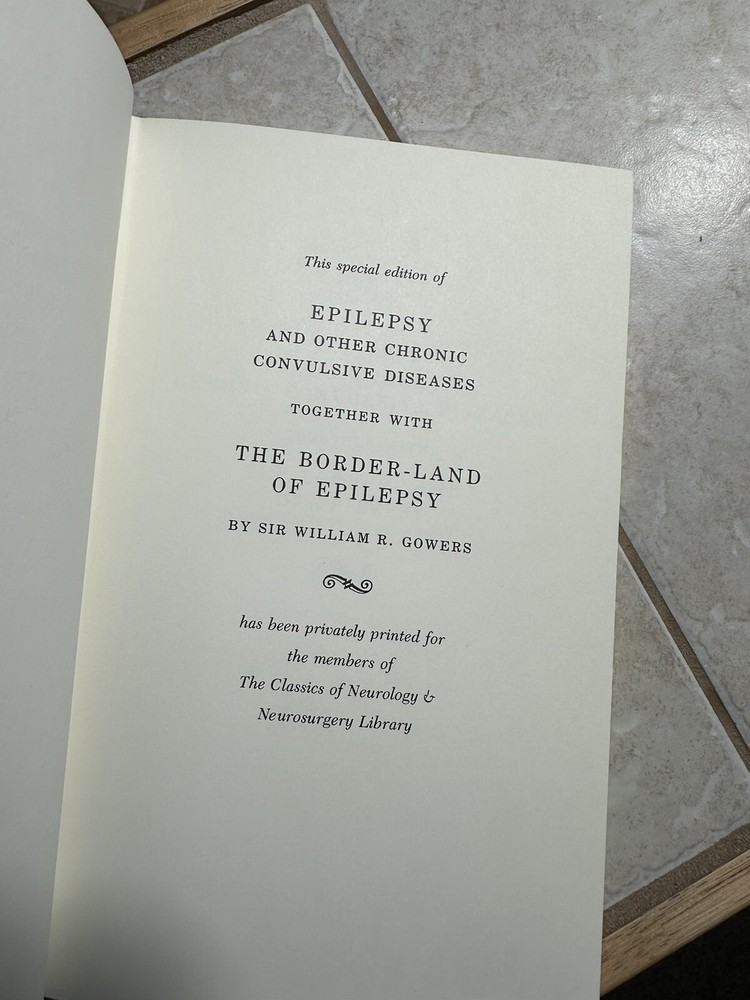 This special edition of
EPILEPSY
AND OTHER CHRONIC
CONVULSIVE DISEASES
TOGETHER WITH
THE BORDER-LAND
OF EPILEPSY
BY SIR WILLIAM R. GOWERS
has been privately printed for
the members of
The Classics of Neurology &
Neurosurgery Library